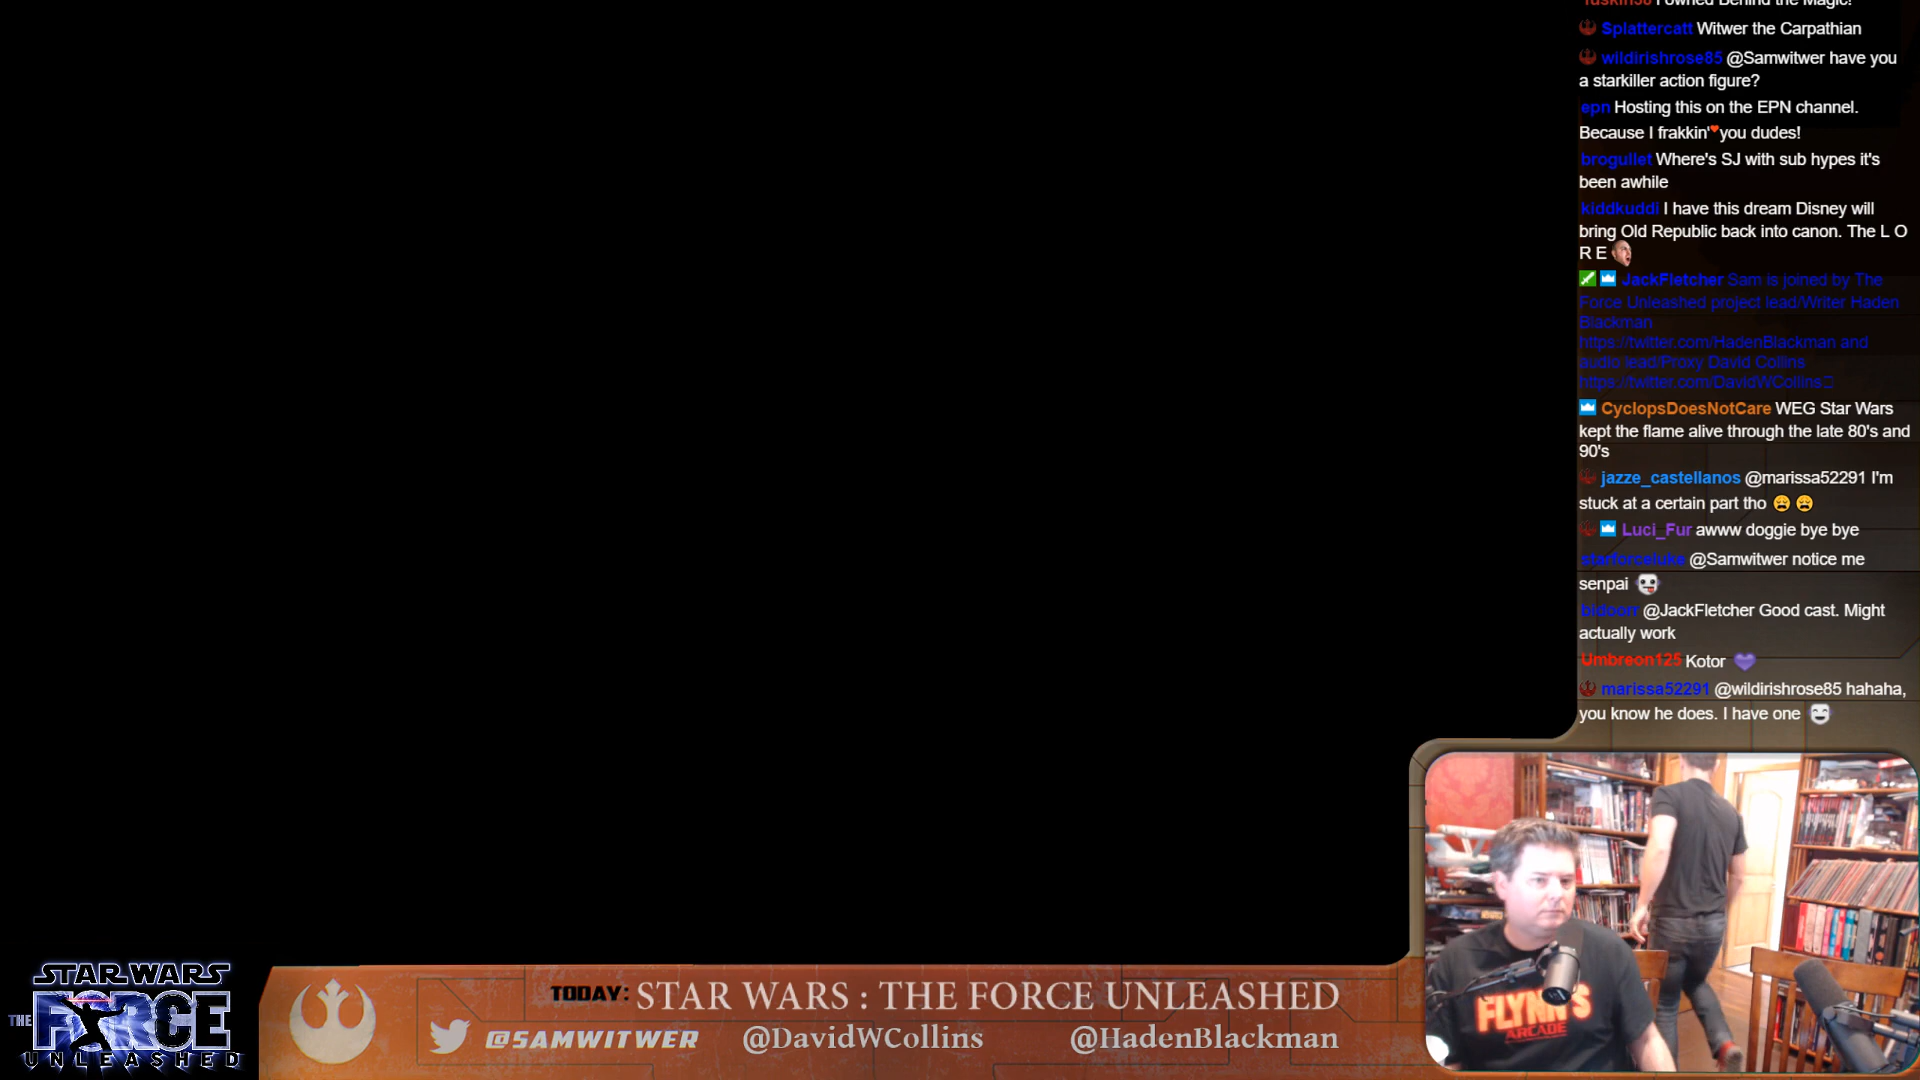 Tuskin38 I owned Behind the Magic!
Splattercatt Witwer the Carpathian
wildirishrose85 @Samwitwer have you
a starkiller action figure?
epn Hosting this on the EPN channel.
Because I frakkin' you dudes!
brogullet Where's SJ with sub hypes it's
been awhile
kiddkuddi I have this dream Disney will
bring Old Republic back into canon. The L O
R E
JackFletcher Sam is joined by The
Force Unleashed project lead/Writer Haden
Blackman
https://twitter.com/HadenBlackman and
audio lead/Proxy David Collins
https://twitter.com/DavidWCollins
CyclopsDoesNotCare WEG Star Wars
kept the flame alive through the late 80's and
90's
jazze_castellanos @marissa52291 I'm
stuck at a certain part tho 😩 😩
Luci_Fur awww doggie bye bye
starforceluke @Samwitwer notice me
senpai
bidoorr @JackFletcher Good cast. Might
actually work
Umbreon125 Kotor 💜
marissa52291 @wildirishrose85 hahaha,
you know he does. I have one
FLYNN'S
ARCADE
STAR WARS
THE FORCE
UNLEASHED
TODAY: STAR WARS : THE FORCE UNLEASHED
@SAMWITWER @DavidWCollins @HadenBlackman